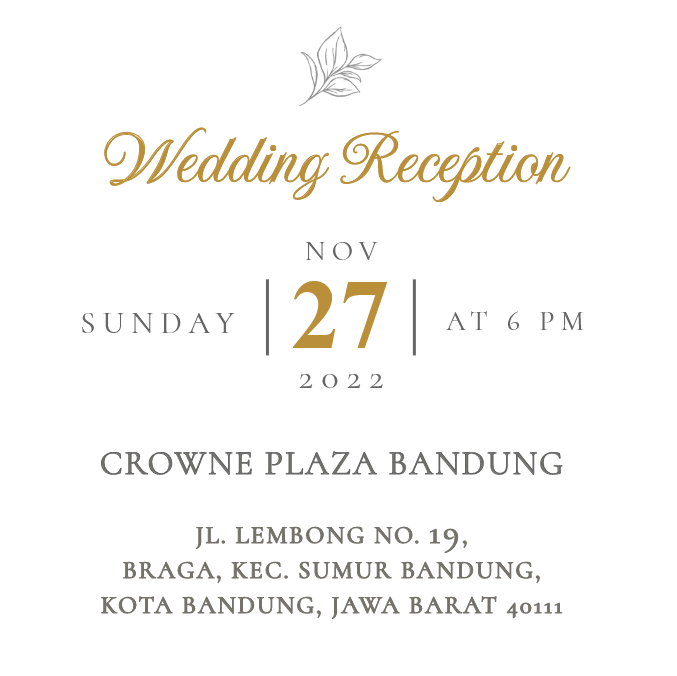 Wedding Reception
NOV
SUNDAY 27 AT 6 PM
2022
CROWNE PLAZA BANDUNG
JL. LEMBONG NO. 19,
BRAGA, KEC. SUMUR BANDUNG,
KOTA BANDUNG, JAWA BARAT 40111